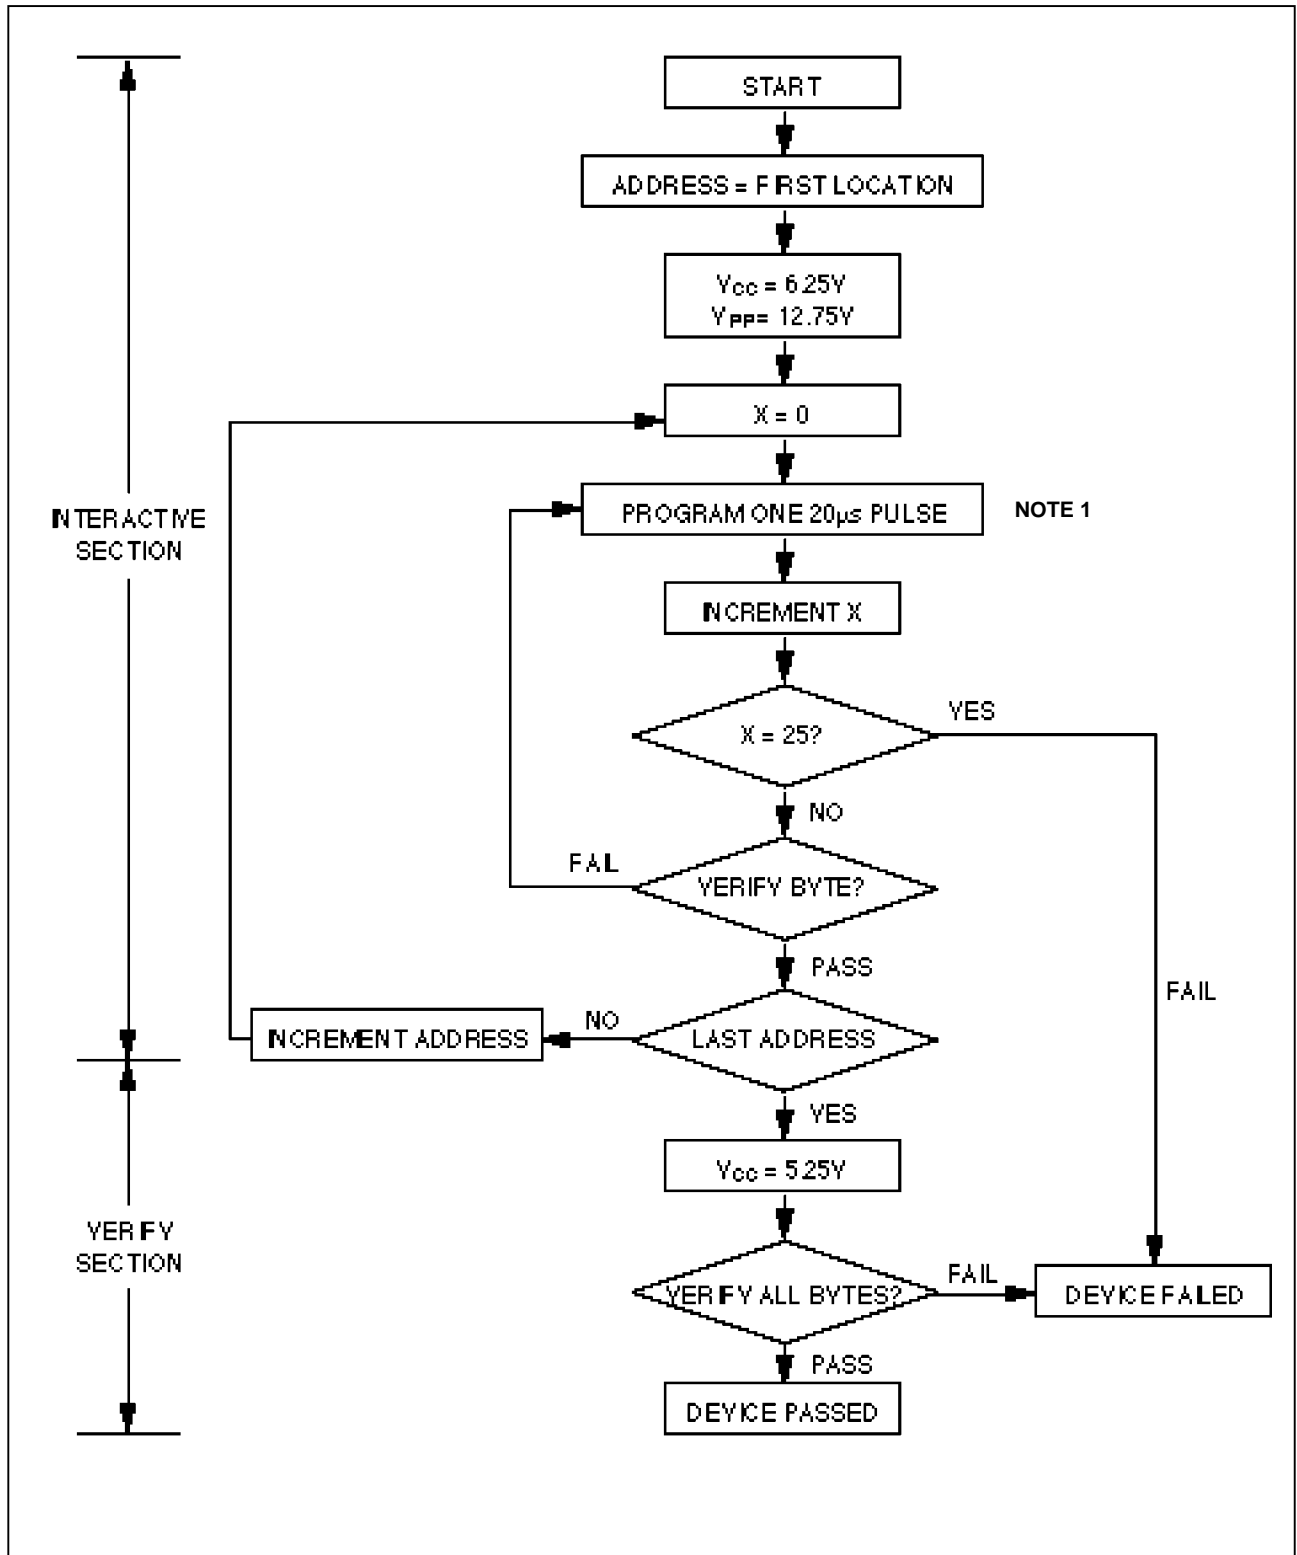 START
ADDRESS = FIRST LOCATION
Vcc = 6.25V
VPP= 12.75V
X = 0
PROGRAM ONE 20µs PULSE
NOTE 1
INTERACTIVE
SECTION
INCREMENT X
YES
X = 25?
NO
FAIL
VERIFY BYTE?
PASS
FAIL
NO
INCREMENT ADDRESS
LAST ADDRESS
YES
Vcc = 5.25V
VERIFY
SECTION
FAIL
VERIFY ALL BYTES?
DEVICE FAILED
PASS
DEVICE PASSED